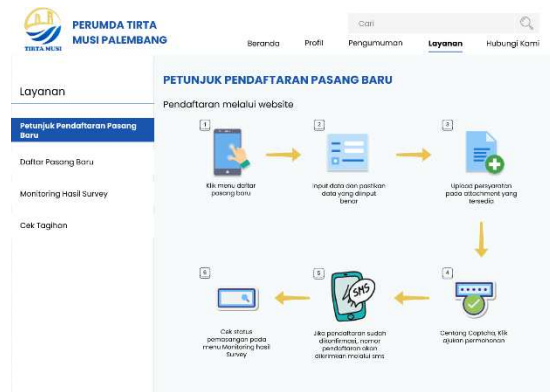 PERUMDA TIRTA
MUSI PALEMBANG
TIRTA MUSI
Cari
Beranda
Profil
Pengumuman
Layanan
Hubungi Kami
Layanan
Petunjuk Pendaftaran Pasang
Baru
Daftar Pasang Baru
Monitoring Hasil Survey
Cek Tagihan
PETUNJUK PENDAFTARAN PASANG BARU
Pendaftaran melalui website
1
Klik menu daftar
pasang baru
2
Input data dan pastikan
data yang diinput
benar
3
Upload persyaratan
pada attachment yang
tersedia
4
Centang Captcha, Klik
ajukan permohonan
5
SMS
Jika pendaftaran sudah
dikonfirmasi, nomor
pendaftaran akan
dikirimkan melalui sms
6
Cek status
pemasangan pada
menu Monitoring hasil
Survey